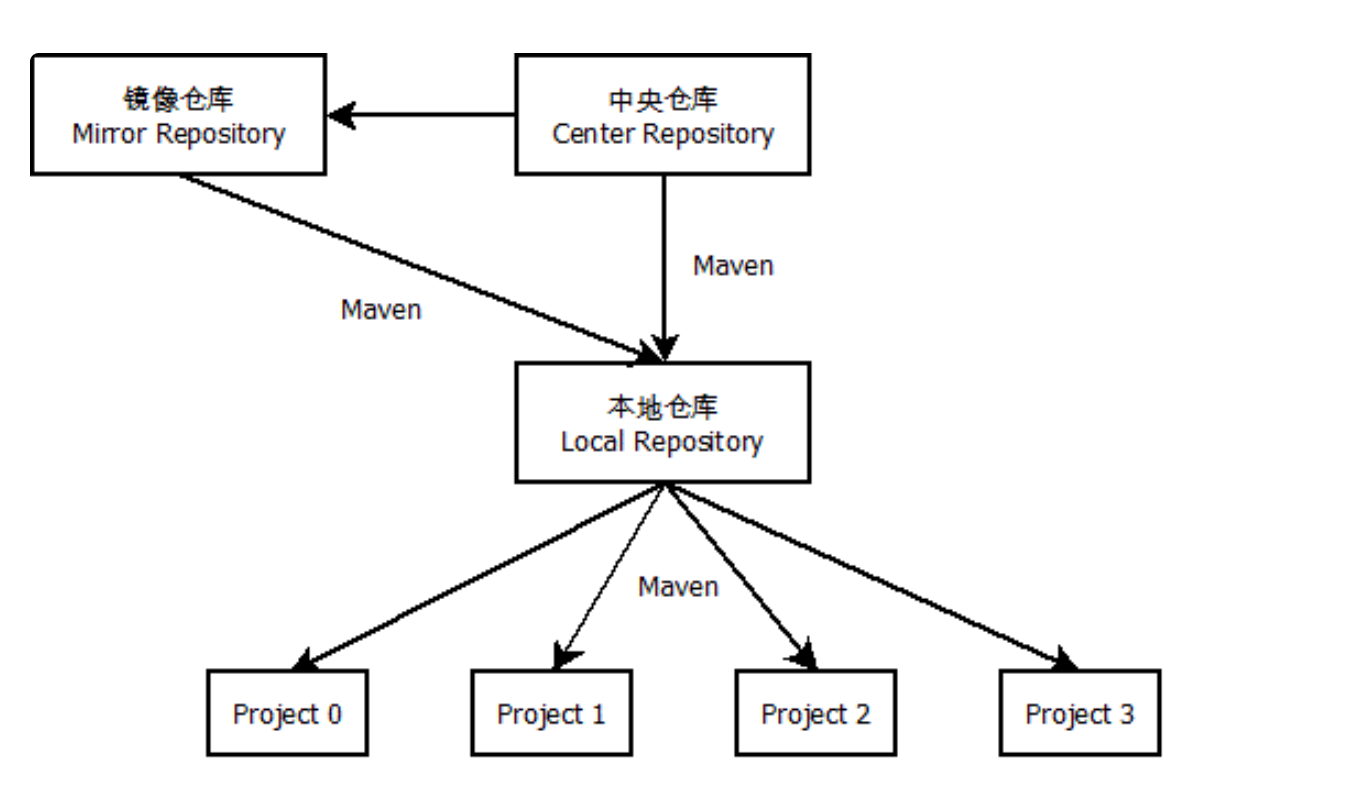 镜像仓库
Mirror Repository
中央仓库
Center Repository
Maven
Maven
本地仓库
Local Repository
Maven
Project 0
Project 1
Project 2
Project 3